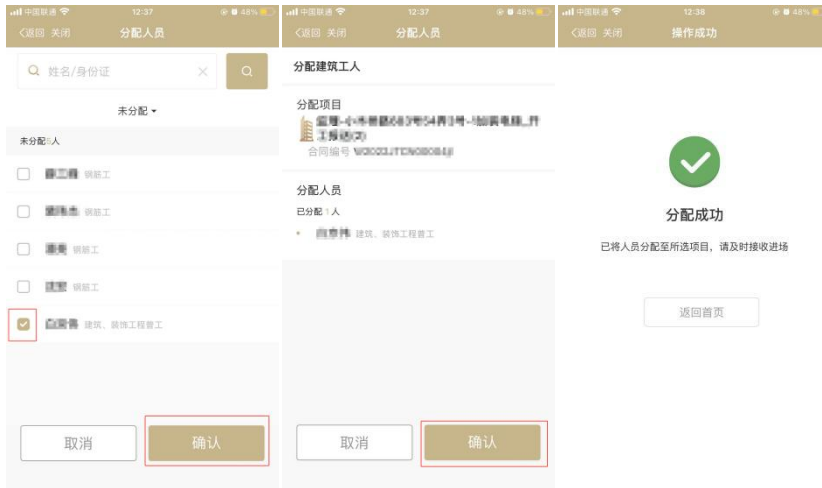 中国联通
12:37
48%
返回 关闭
分配人员
姓名/身份证
未分配
未分配5人
钢筋工
钢筋工
钢筋工
钢筋工
建筑、装饰工程普工
取消
确认
中国联通
12:37
48%
返回 关闭
分配人员
分配建筑工人
分配项目
合同编号
分配人员
已分配 1 人
建筑、装饰工程普工
取消
确认
中国联通
12:38
48%
返回 关闭
操作成功
分配成功
已将人员分配至所选项目，请及时接收进场
返回首页